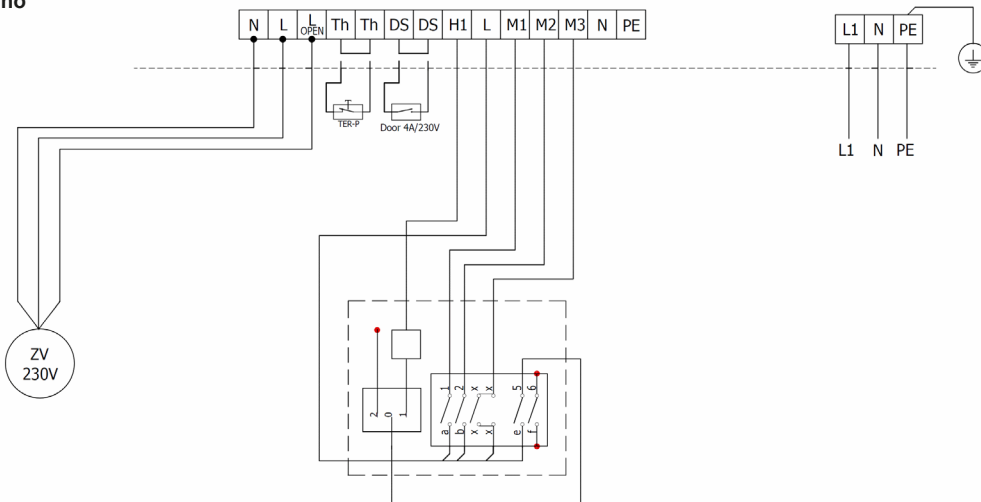 no
N L L OPEN Th Th DS DS H1 L M1 M2 M3 N PE
L1 N PE
TER-P
Door 4A/230V
L1 N PE
ZV
230V
1 2 x x 5 6
2 0 1
a b x x e f